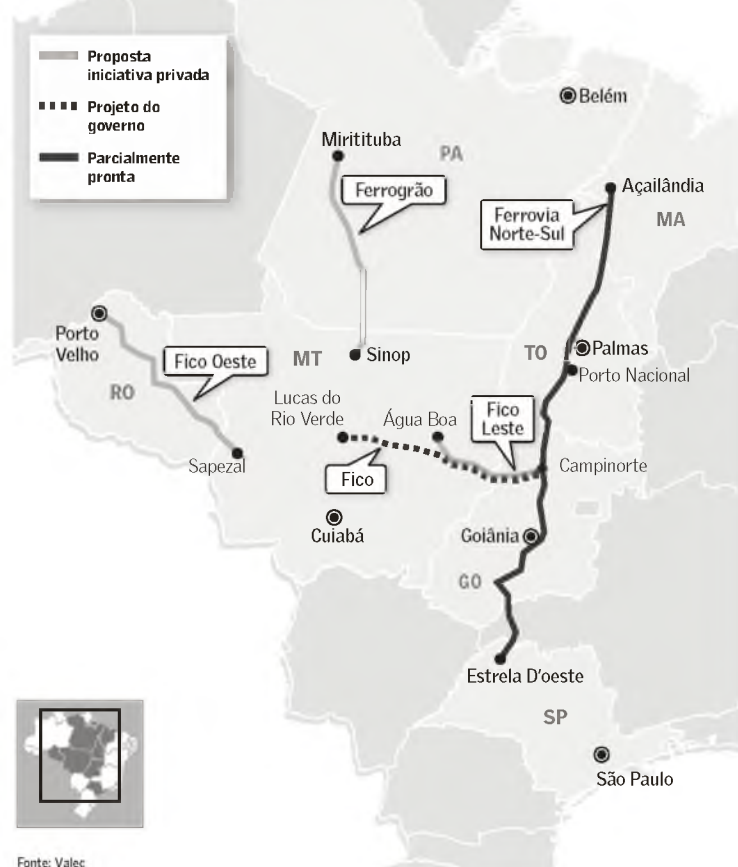 Proposta
iniciativa privada
Projeto do
governo
Parcialmente
pronta
Belém
Miritituba
PA
Ferrogrão
Açailândia
Ferrovia
Norte-Sul
MA
Porto
Velho
Fico Oeste
MT
Sinop
TO
Palmas
Porto Nacional
RO
Lucas do
Rio Verde
Água Boa
Fico
Leste
Sapezal
Fico
Campinorte
Cuiabá
Goiânia
GO
Estrela D'oeste
SP
São Paulo
Fonte: Valec